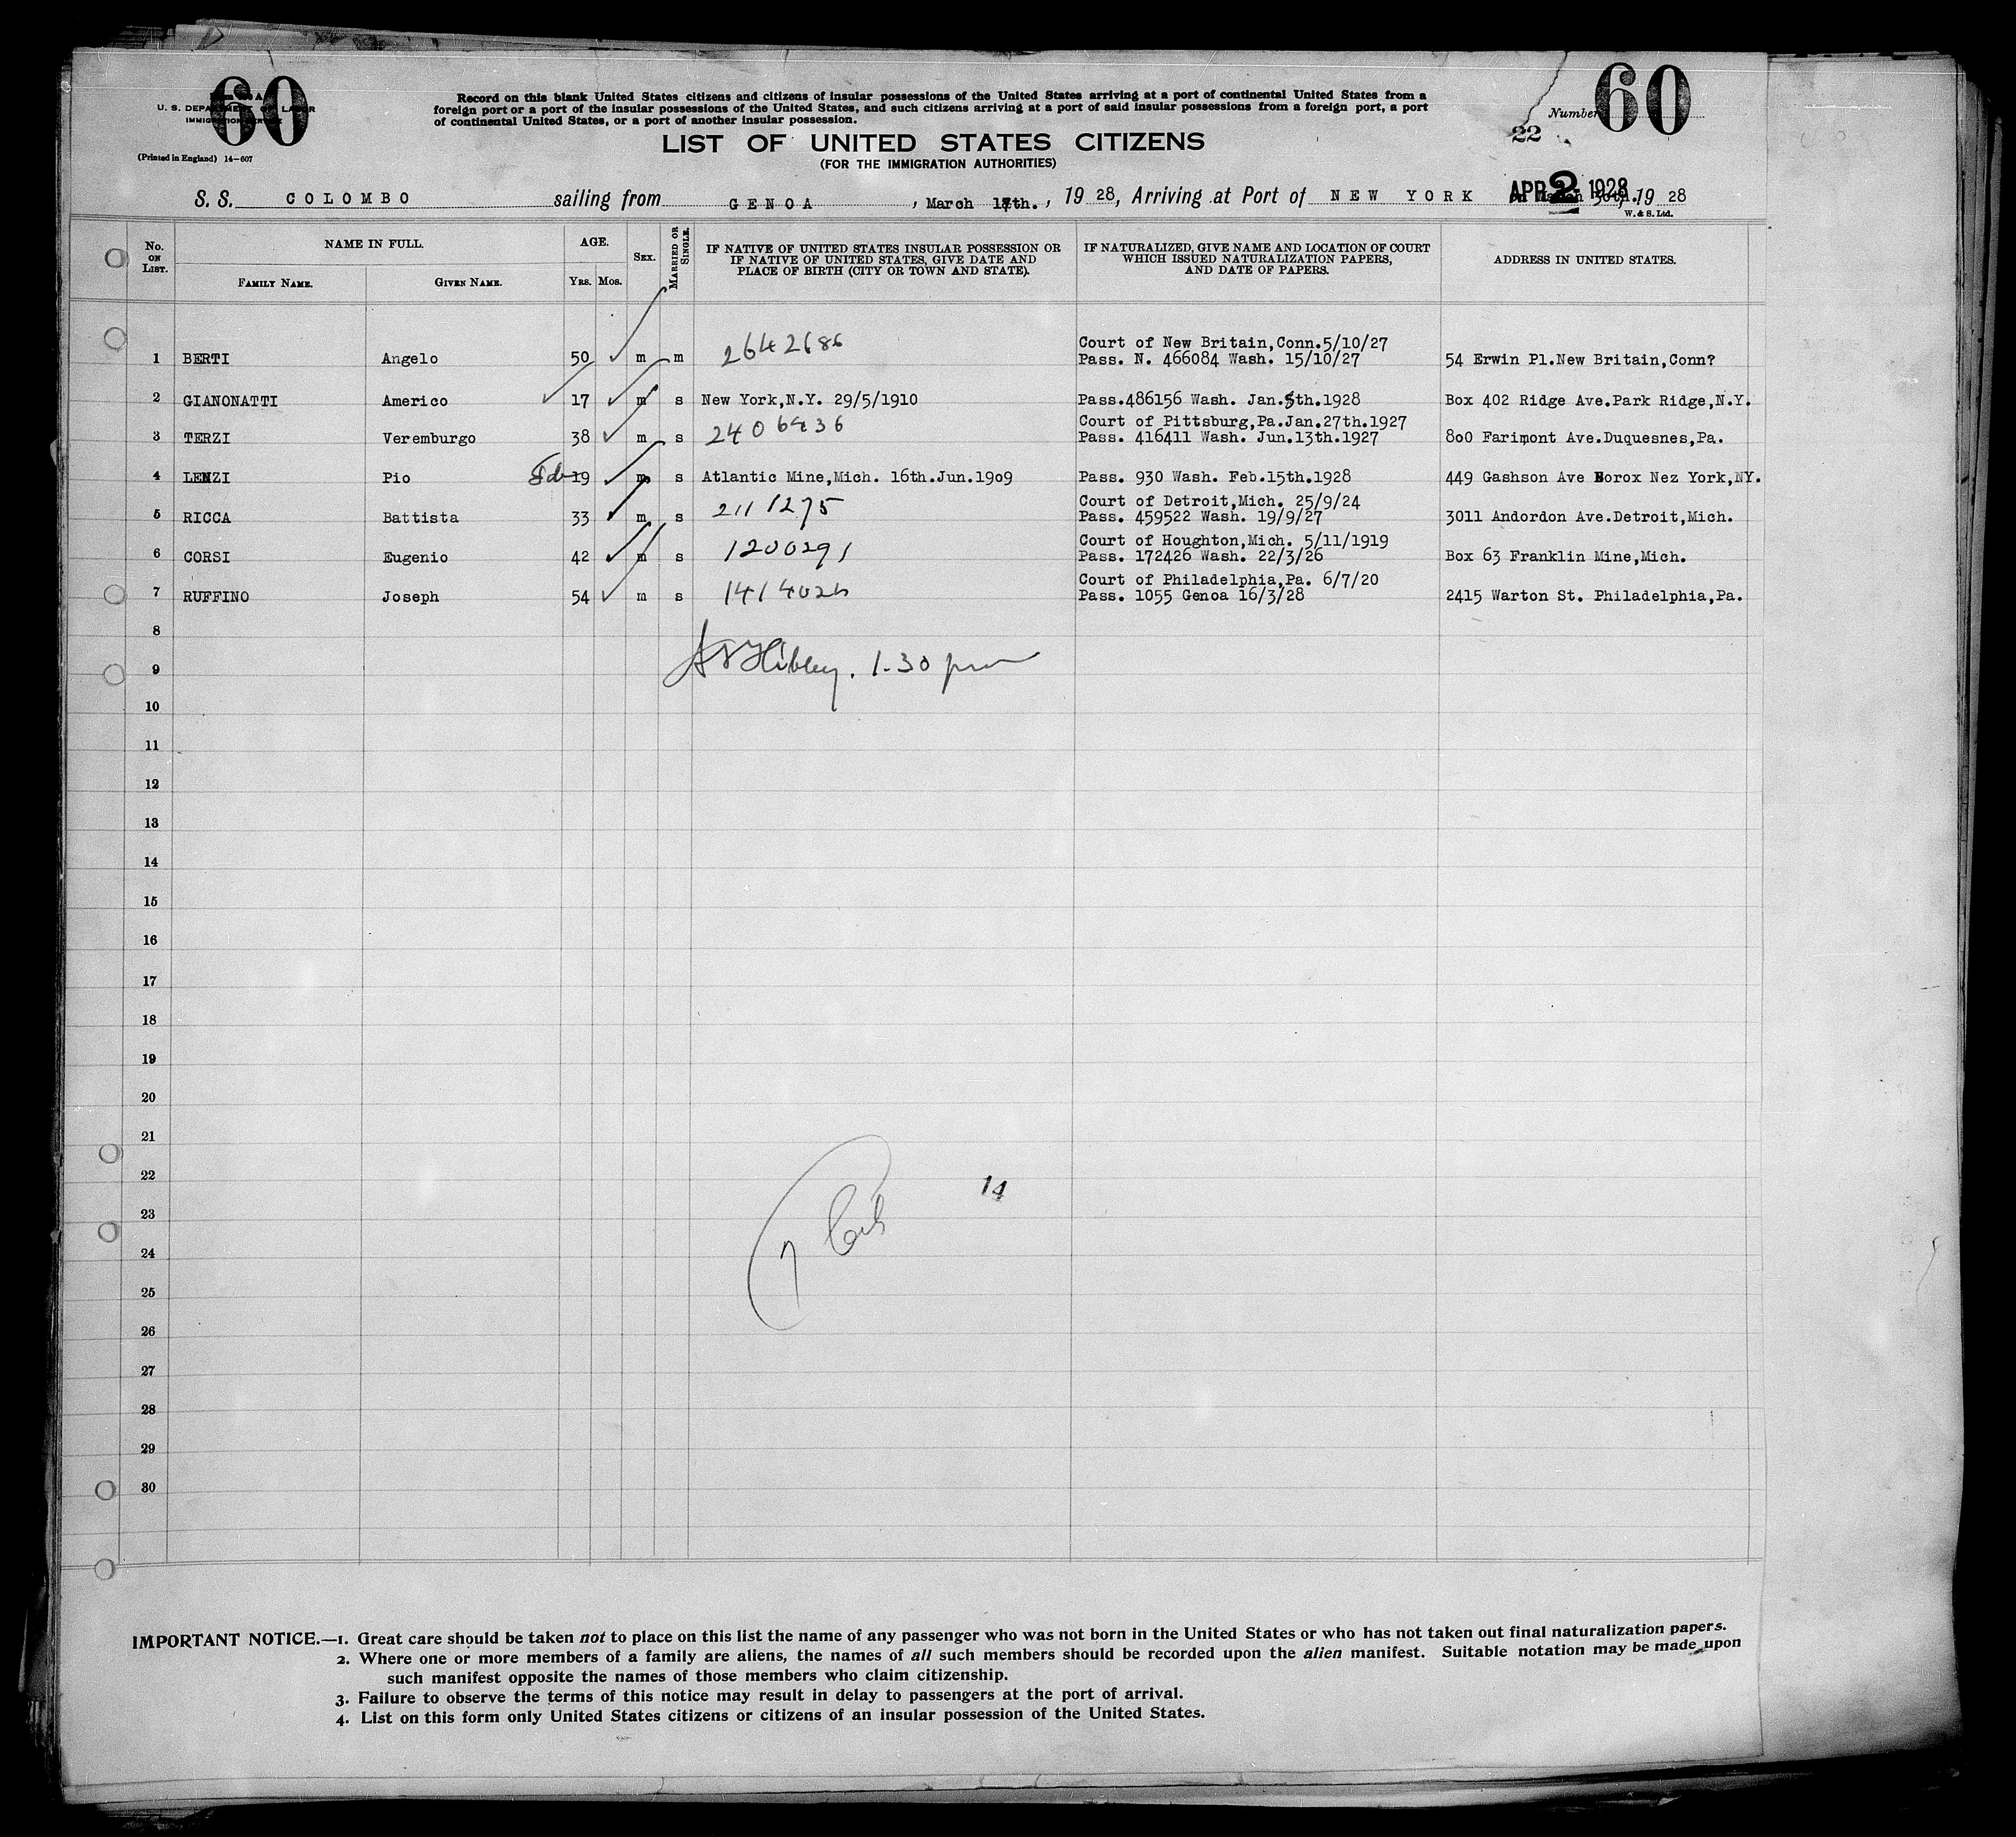 60
U. S. DEPARTMENT OF LABOR
IMMIGRATION SERVICE
(Printed in England) 14—607
Record on this blank United States citizens and citizens of insular possessions of the United States arriving at a port of continental United States from a
foreign port or a port of the insular possessions of the United States, and such citizens arriving at a port of said insular possessions from a foreign port, a port
of continental United States, or a port of another insular possession.
LIST OF UNITED STATES CITIZENS
(FOR THE IMMIGRATION AUTHORITIES)
Number 60
22
S. S. COLOMBO sailing from GENOA, March th., 19 28, Arriving at Port of NEW YORK APR 2 - 1928, 19 28
W. & S. Ltd.
No. ON LIST. NAME IN FULL. AGE. SEX. MARRIED OR SINGLE. IF NATIVE OF UNITED STATES INSULAR POSSESSION OR IF NATIVE OF UNITED STATES, GIVE DATE AND PLACE OF BIRTH (CITY OR TOWN AND STATE). IF NATURALIZED, GIVE NAME AND LOCATION OF COURT WHICH ISSUED NATURALIZATION PAPERS, AND DATE OF PAPERS. ADDRESS IN UNITED STATES.
FAMILY NAME. GIVEN NAME. YRS. MOS.
Court of New Britain,Conn.5/10/27
1 BERTI Angelo 50 m m 2642686 Pass. N. 466084 Wash. 15/10/27 54 Erwin Pl.New Britain,Conn?
2 GIANONATTI Americo 17 m s New York,N.Y. 29/5/1910 Pass.486156 Wash. Jan.5th.1928 Box 402 Ridge Ave.Park Ridge,N.Y.
Court of Pittsburg,Pa.Jan.27th.1927
3 TERZI Veremburgo 38 m s 2406436 Pass. 416411 Wash. Jun.13th.1927 800 Farimont Ave.Duquesnes,Pa.
4 LENZI Pio 19 m s Atlantic Mine,Mich. 16th.Jun.1909 Pass. 930 Wash. Feb.15th.1928 449 Gashson Ave Borox Nez York,NY.
Court of Detroit,Mich. 25/9/24
5 RICCA Battista 33 m s 2111275 Pass. 459522 Wash. 19/9/27 3011 Andordon Ave.Detroit,Mich.
Court of Houghton,Mich. 5/11/1919
6 CORSI Eugenio 42 m s 1200291 Pass. 172426 Wash. 22/3/26 Box 63 Franklin Mine,Mich.
Court of Philadelphia,Pa. 6/7/20
7 RUFFINO Joseph 54 m s 1414026 Pass. 1055 Genoa 16/3/28 2415 Warton St. Philadelphia,Pa.
8
9 1-30 pm
10
11
12
13
14
15
16
17
18
19
20
21
22 14
23
24 7
25
26
27
28
29
30
IMPORTANT NOTICE.—1. Great care should be taken not to place on this list the name of any passenger who was not born in the United States or who has not taken out final naturalization papers.
2. Where one or more members of a family are aliens, the names of all such members should be recorded upon the alien manifest. Suitable notation may be made upon
such manifest opposite the names of those members who claim citizenship.
3. Failure to observe the terms of this notice may result in delay to passengers at the port of arrival.
4. List on this form only United States citizens or citizens of an insular possession of the United States.